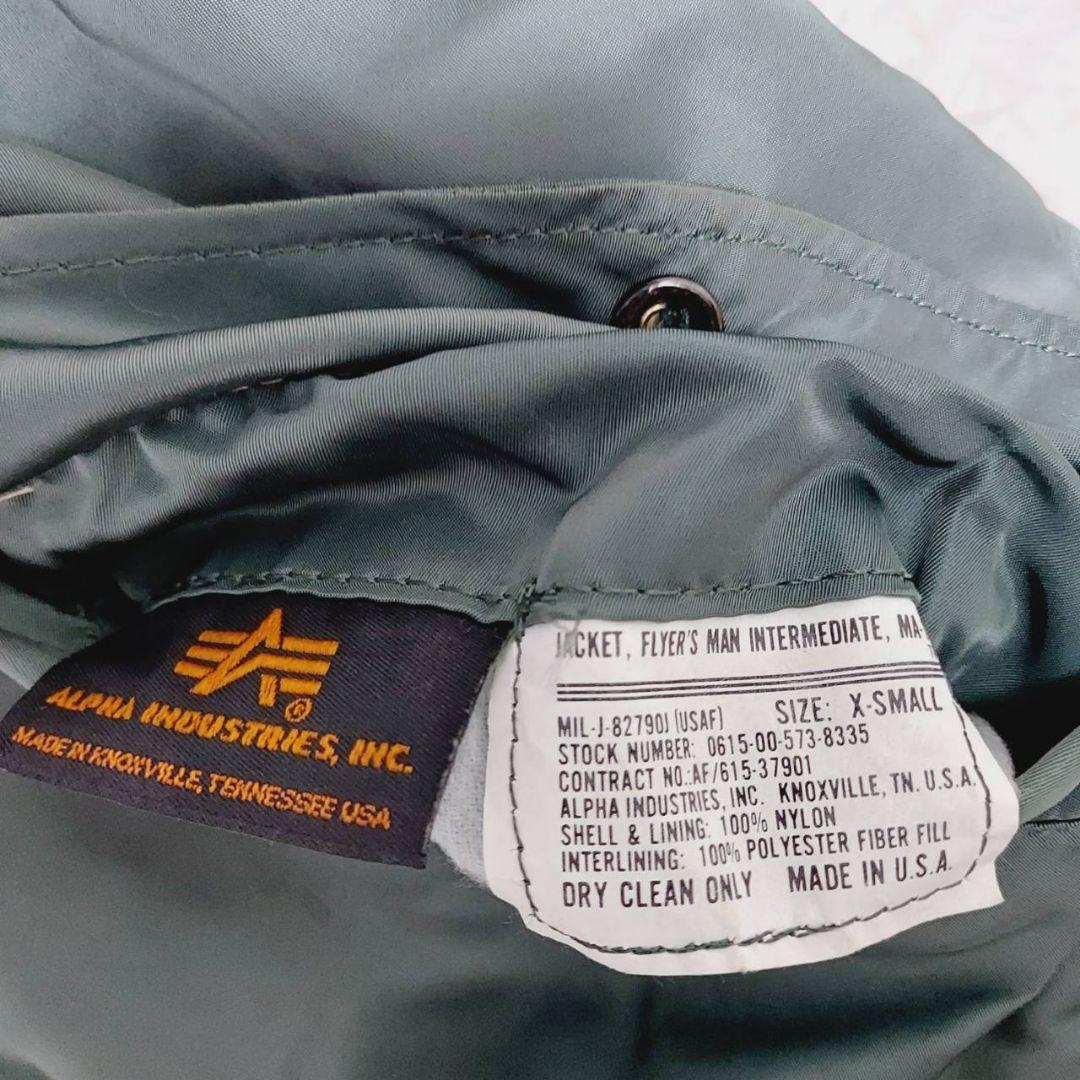 ALPHA INDUSTRIES, INC.
®
MADE IN KNOXVILLE, TENNESSEE USA
JACKET, FLYER'S MAN INTERMEDIATE, MA-
MIL-J-82790J (USAF) SIZE: X-SMALL
STOCK NUMBER: 0615-00-573-8335
CONTRACT NO.:AF/615-37901
ALPHA INDUSTRIES, INC. KNOXVILLE, TN. U.S.A.
SHELL & LINING: 100% NYLON
INTERLINING: 100% POLYESTER FIBER FILL
DRY CLEAN ONLY MADE IN U.S.A.